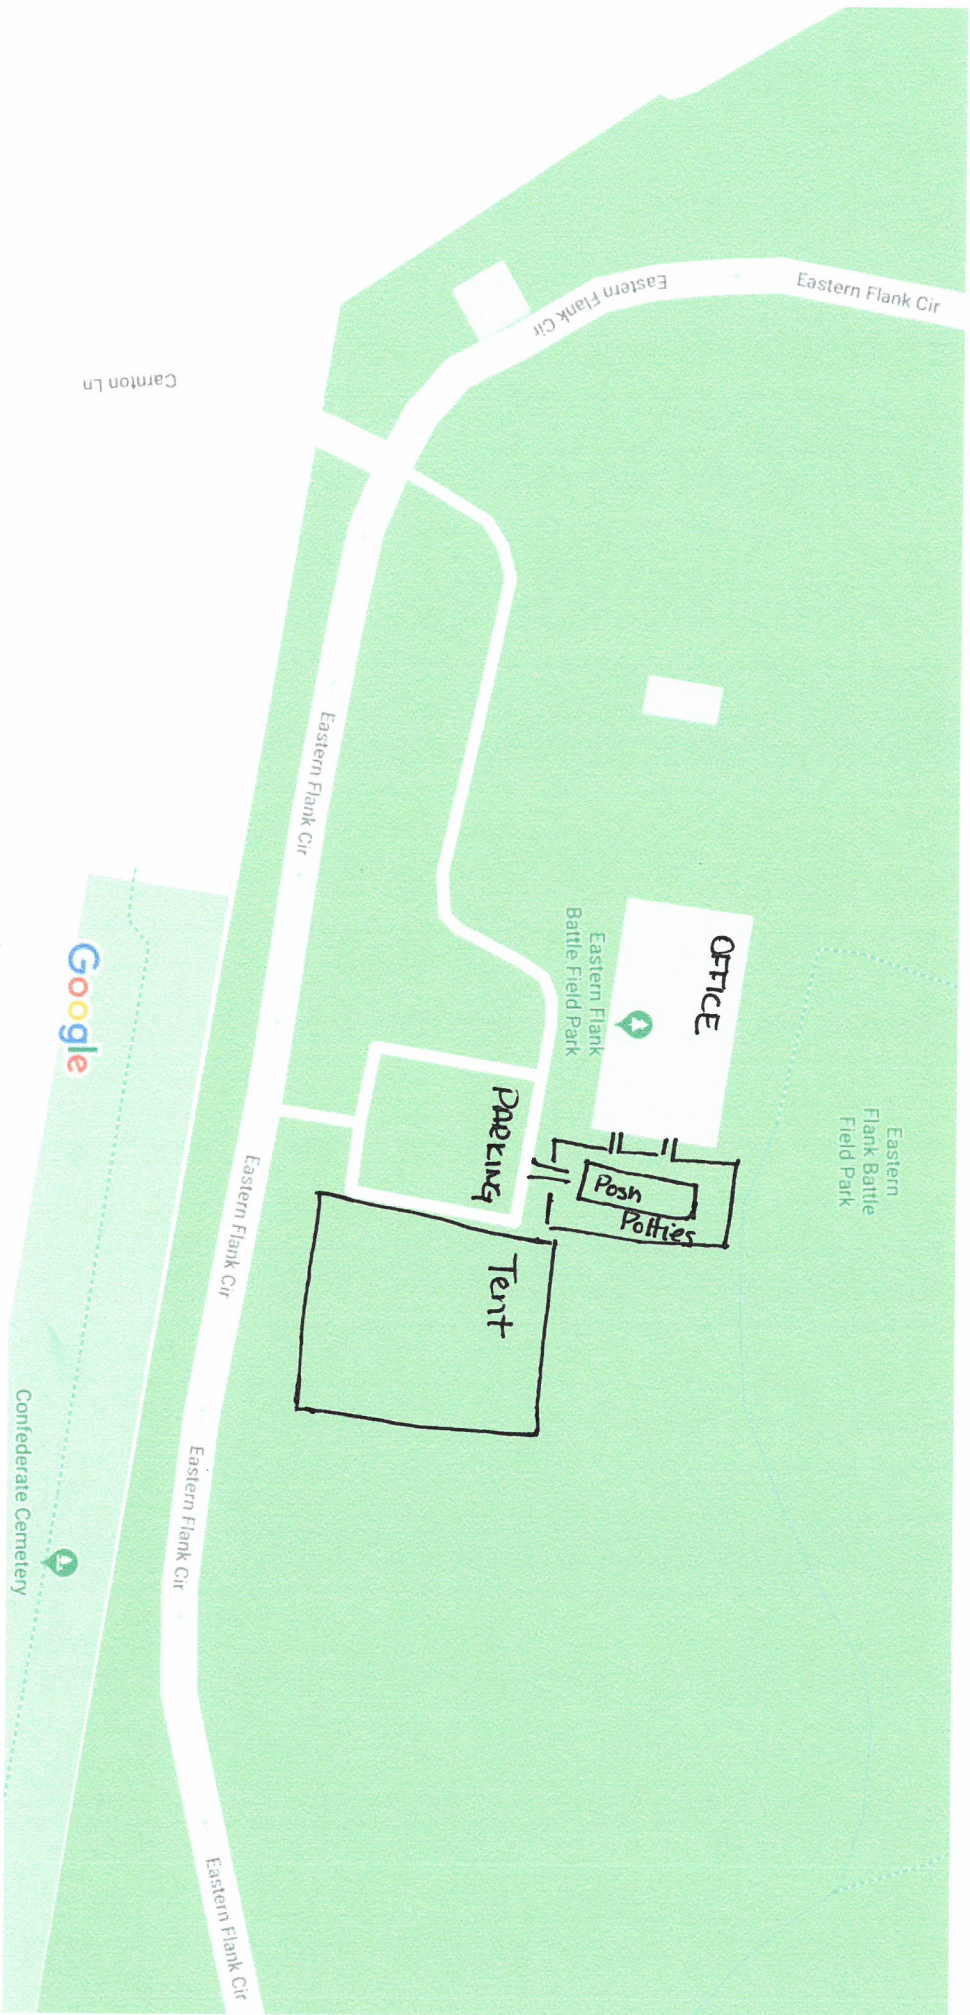 Eastern Flank Cir
Eastern Flank Cir
Carnton Ln
Eastern Flank Cir
Eastern Flank
Battle Field Park
OFFICE
Eastern
Flank Battle
Field Park
PARKING
Posh
Potties
Tent
Google
Eastern Flank Cir
Eastern Flank Cir
Confederate Cemetery
Eastern Flank Cir